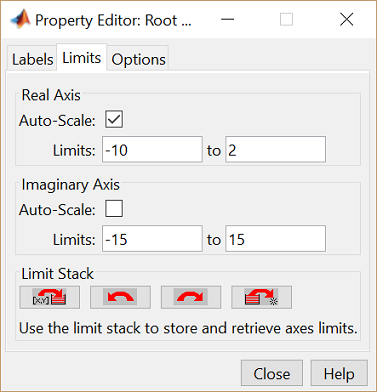 Property Editor: Root ...
Labels Limits Options
Real Axis
Auto-Scale:
Limits: -10 to 2
Imaginary Axis
Auto-Scale:
Limits: -15 to 15
Limit Stack
Use the limit stack to store and retrieve axes limits.
Close Help